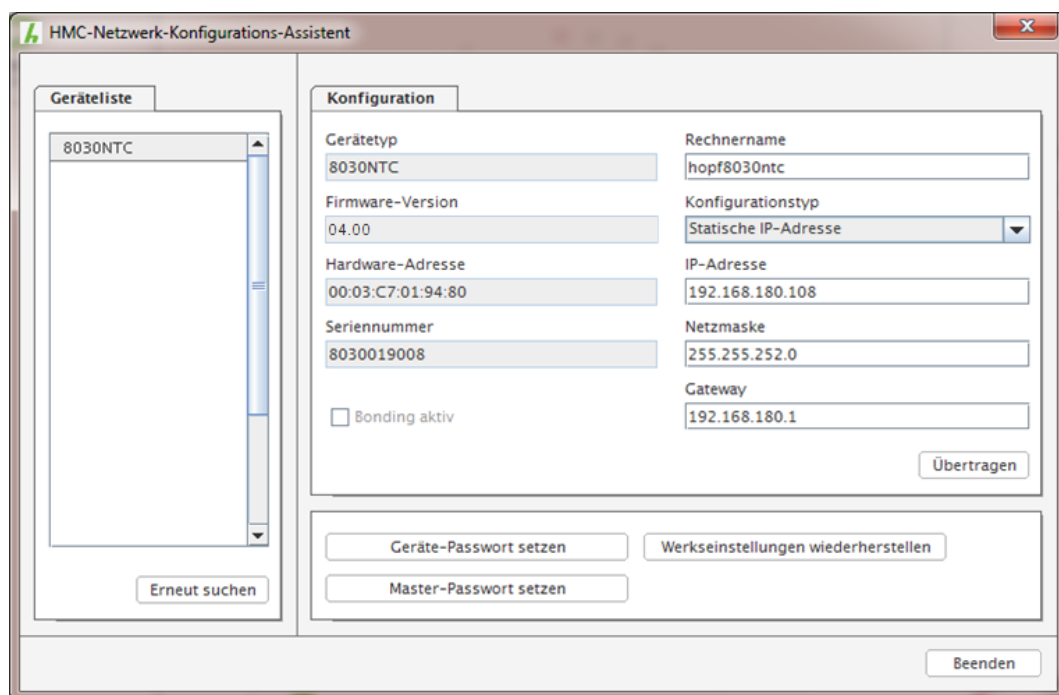 HMC-Netzwerk-Konfigurations-Assistent
Geräteliste
8030NTC
Erneut suchen
Konfiguration
Gerätetyp
8030NTC
Rechnername
hopf8030ntc
Firmware-Version
04.00
Konfigurationstyp
Statische IP-Adresse
Hardware-Adresse
00:03:C7:01:94:80
IP-Adresse
192.168.180.108
Seriennummer
8030019008
Netzmaske
255.255.252.0
Bonding aktiv
Gateway
192.168.180.1
Übertragen
Geräte-Passwort setzen
Werkseinstellungen wiederherstellen
Master-Passwort setzen
Beenden